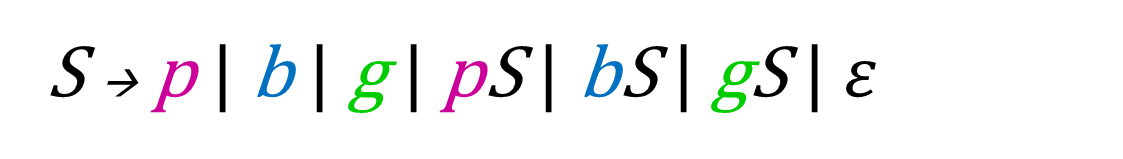 S → p | b | g | pS | bS | gS | ε